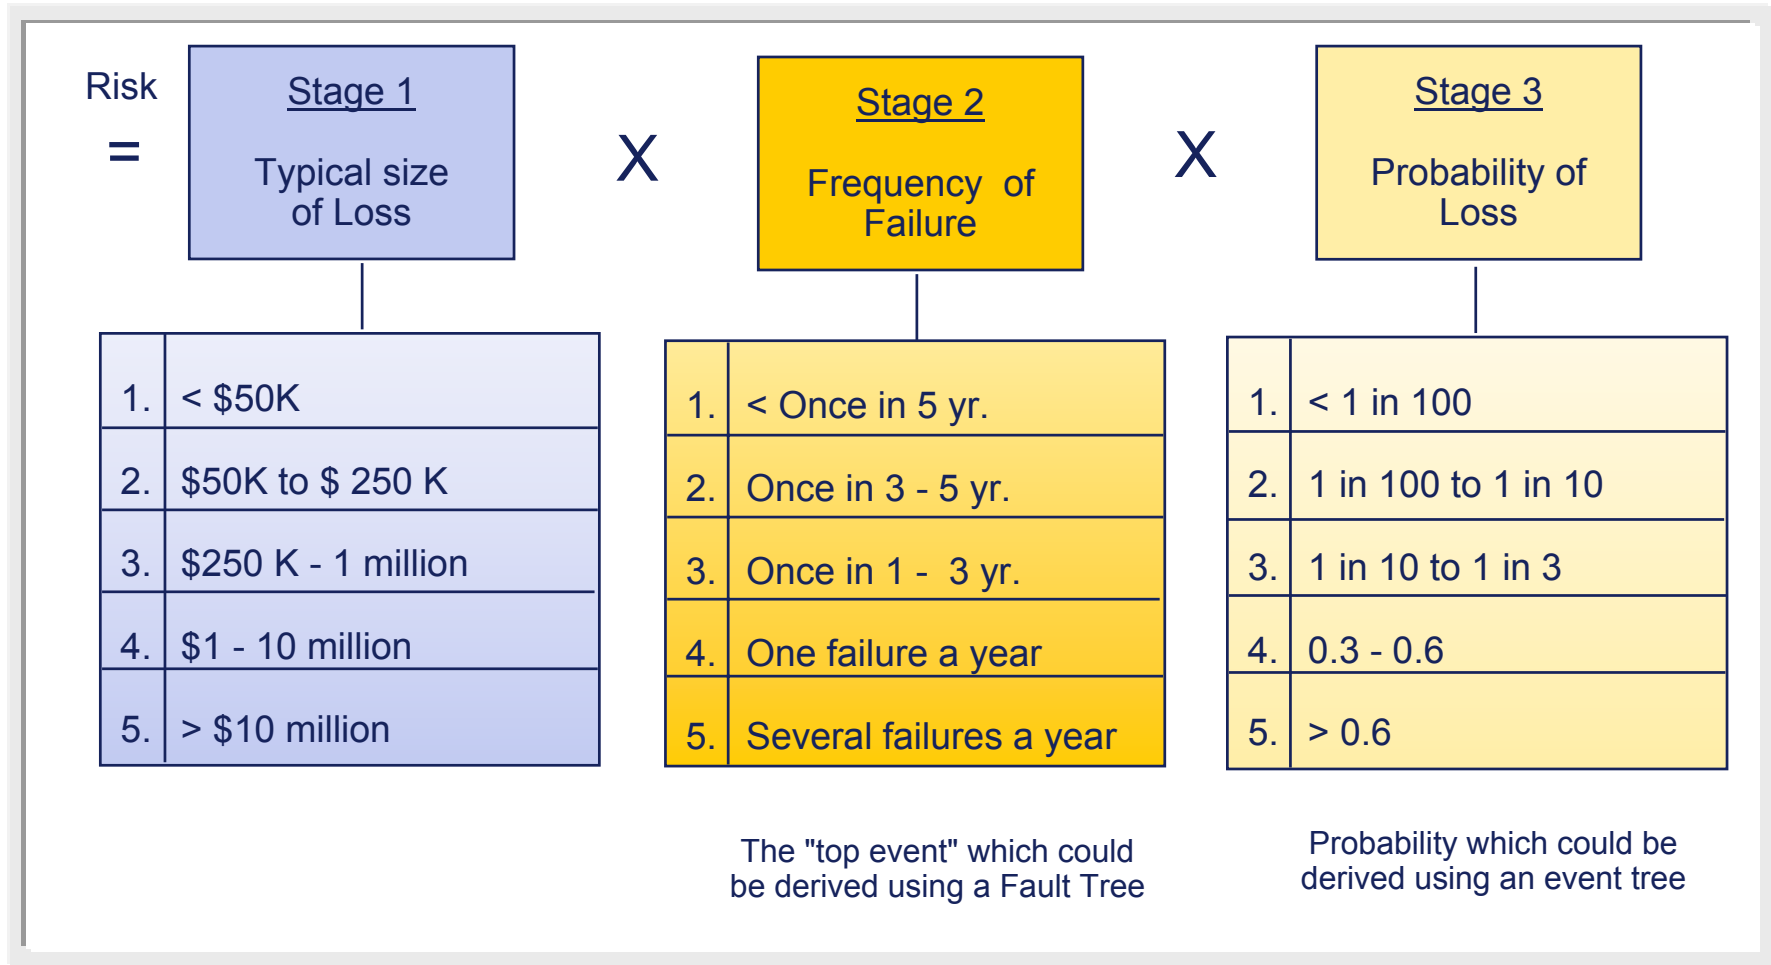 Risk
=
Stage 1
Typical size
of Loss
X
Stage 2
Frequency of
Failure
X
Stage 3
Probability of
Loss
1. < $50K
2. $50K to $ 250 K
3. $250 K - 1 million
4. $1 - 10 million
5. > $10 million
1. < Once in 5 yr.
2. Once in 3 - 5 yr.
3. Once in 1 - 3 yr.
4. One failure a year
5. Several failures a year
1. < 1 in 100
2. 1 in 100 to 1 in 10
3. 1 in 10 to 1 in 3
4. 0.3 - 0.6
5. > 0.6
The "top event" which could
be derived using a Fault Tree
Probability which could be
derived using an event tree